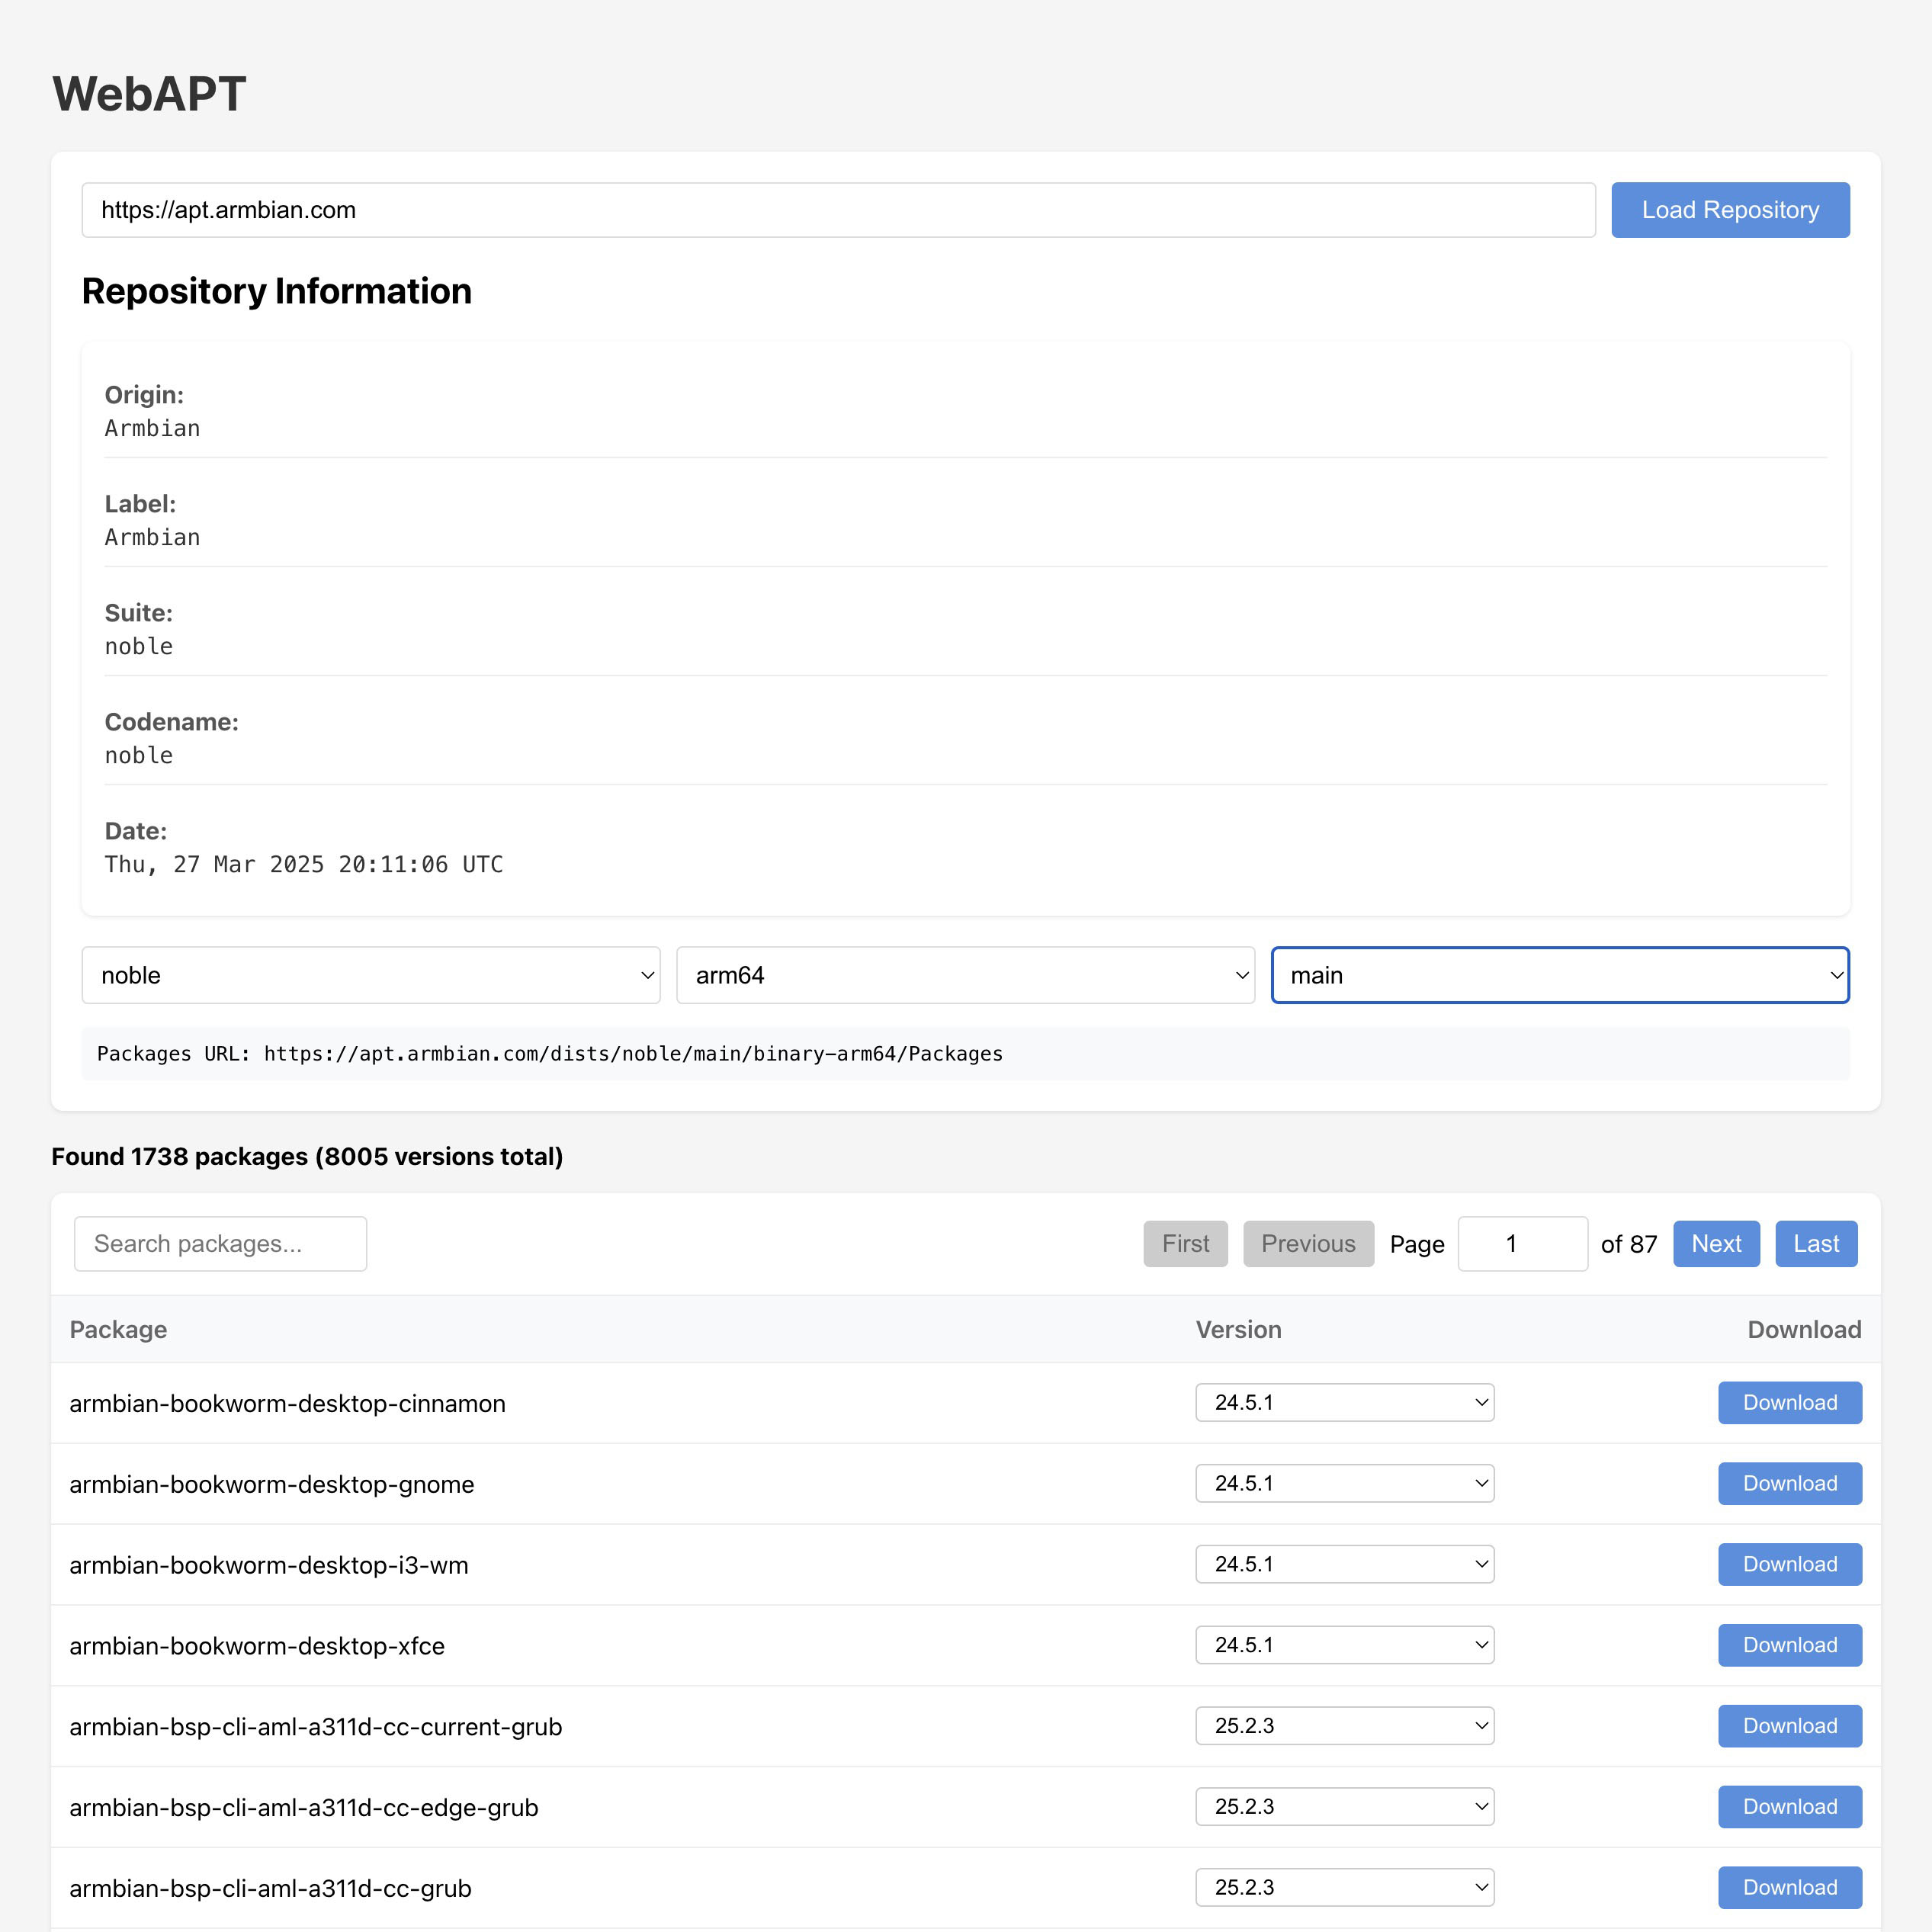 WebAPT
https://apt.armbian.com Load Repository
Repository Information
Origin:
Armbian
Label:
Armbian
Suite:
noble
Codename:
noble
Date:
Thu, 27 Mar 2025 20:11:06 UTC
noble arm64 main
Packages URL: https://apt.armbian.com/dists/noble/main/binary-arm64/Packages
Found 1738 packages (8005 versions total)
Search packages... First Previous Page 1 of 87 Next Last
Package Version Download
armbian-bookworm-desktop-cinnamon 24.5.1 Download
armbian-bookworm-desktop-gnome 24.5.1 Download
armbian-bookworm-desktop-i3-wm 24.5.1 Download
armbian-bookworm-desktop-xfce 24.5.1 Download
armbian-bsp-cli-aml-a311d-cc-current-grub 25.2.3 Download
armbian-bsp-cli-aml-a311d-cc-edge-grub 25.2.3 Download
armbian-bsp-cli-aml-a311d-cc-grub 25.2.3 Download